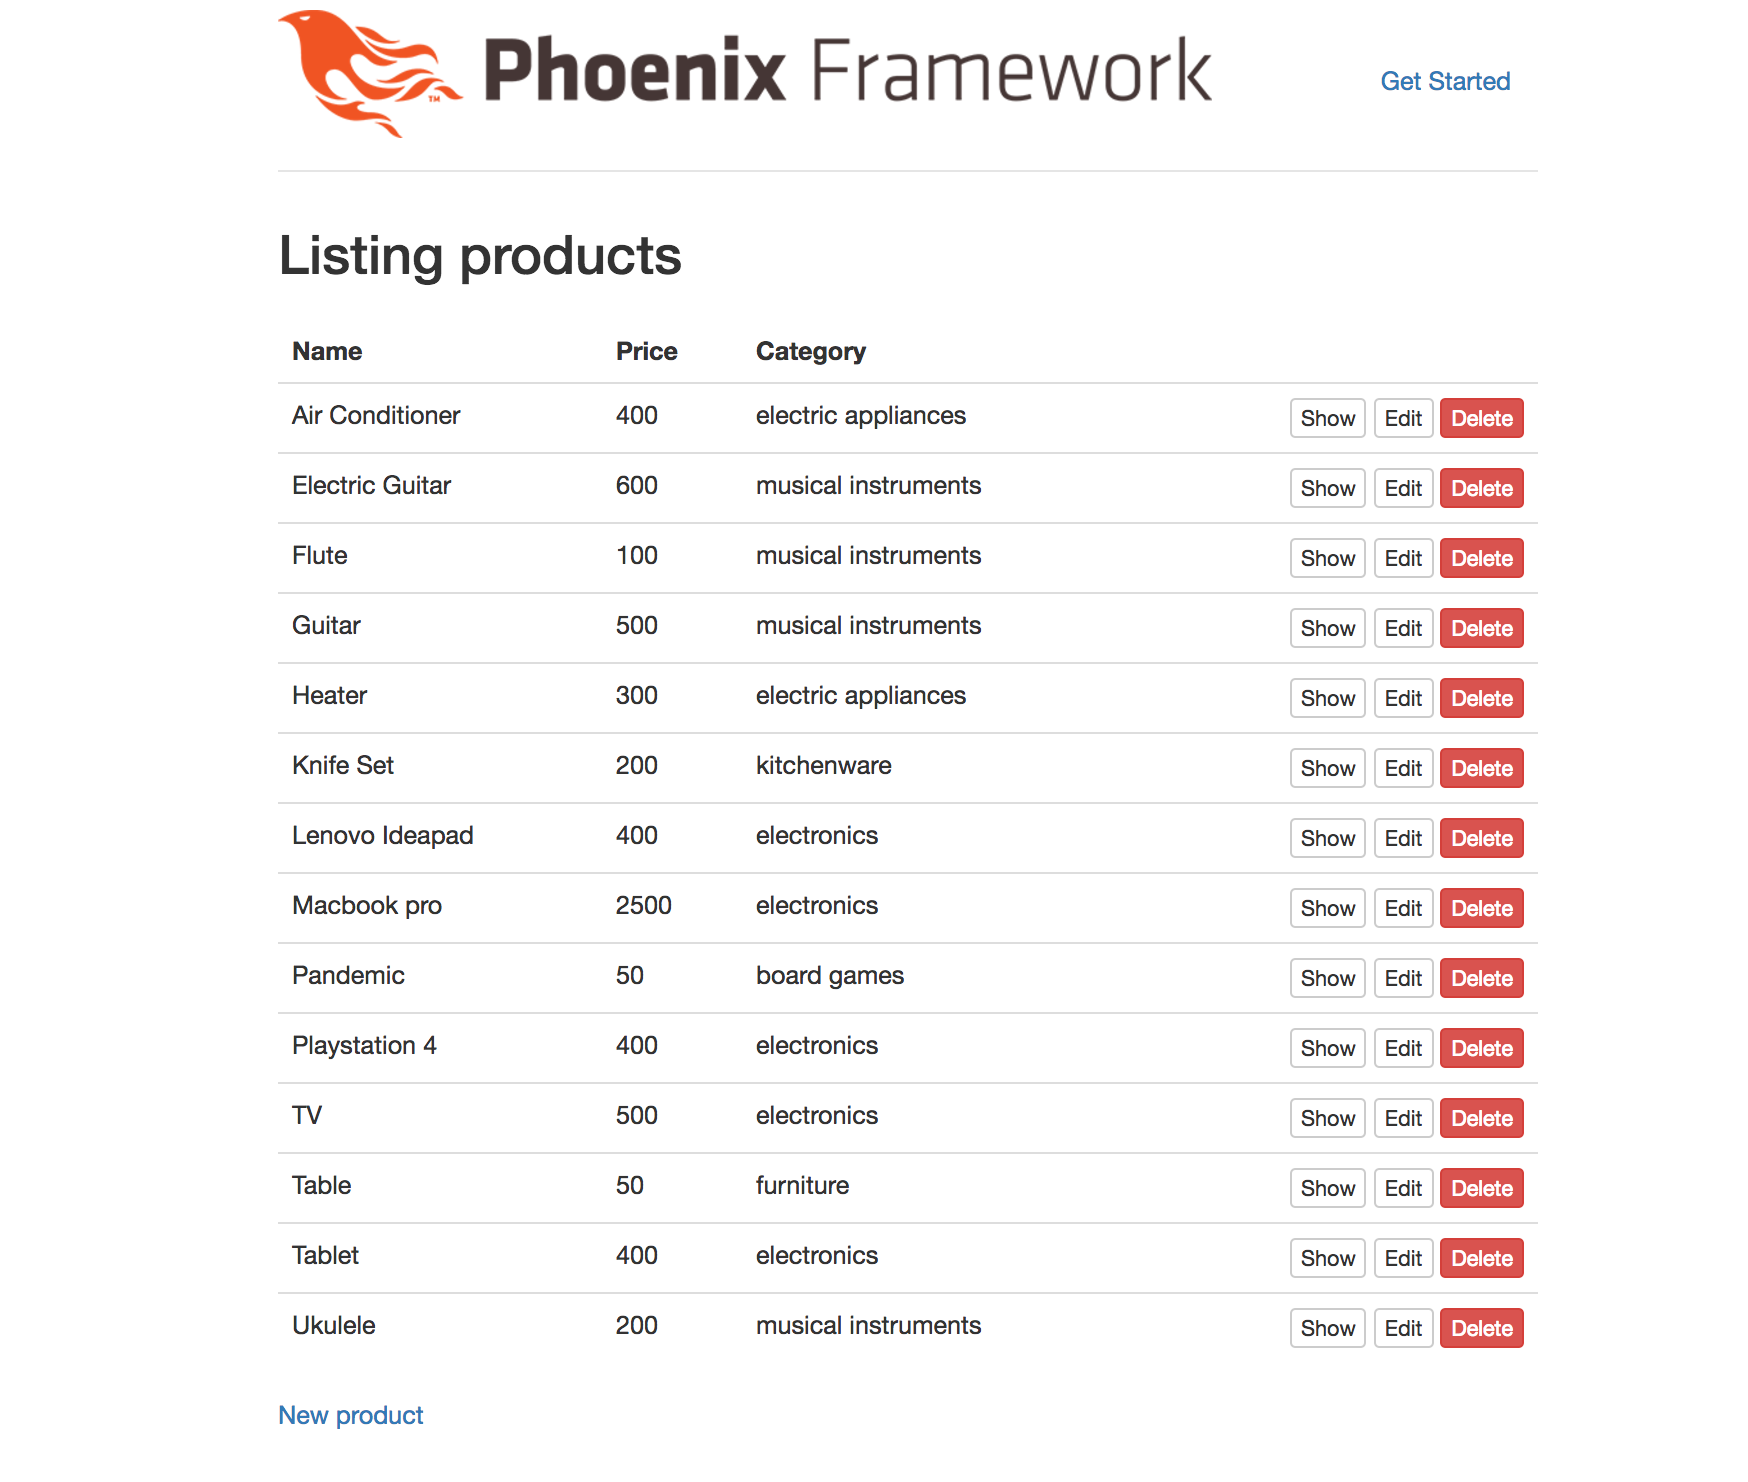 Phoenix Framework
TM
Get Started
Listing products
Name Price Category
Air Conditioner 400 electric appliances Show Edit Delete
Electric Guitar 600 musical instruments Show Edit Delete
Flute 100 musical instruments Show Edit Delete
Guitar 500 musical instruments Show Edit Delete
Heater 300 electric appliances Show Edit Delete
Knife Set 200 kitchenware Show Edit Delete
Lenovo Ideapad 400 electronics Show Edit Delete
Macbook pro 2500 electronics Show Edit Delete
Pandemic 50 board games Show Edit Delete
Playstation 4 400 electronics Show Edit Delete
TV 500 electronics Show Edit Delete
Table 50 furniture Show Edit Delete
Tablet 400 electronics Show Edit Delete
Ukulele 200 musical instruments Show Edit Delete
New product